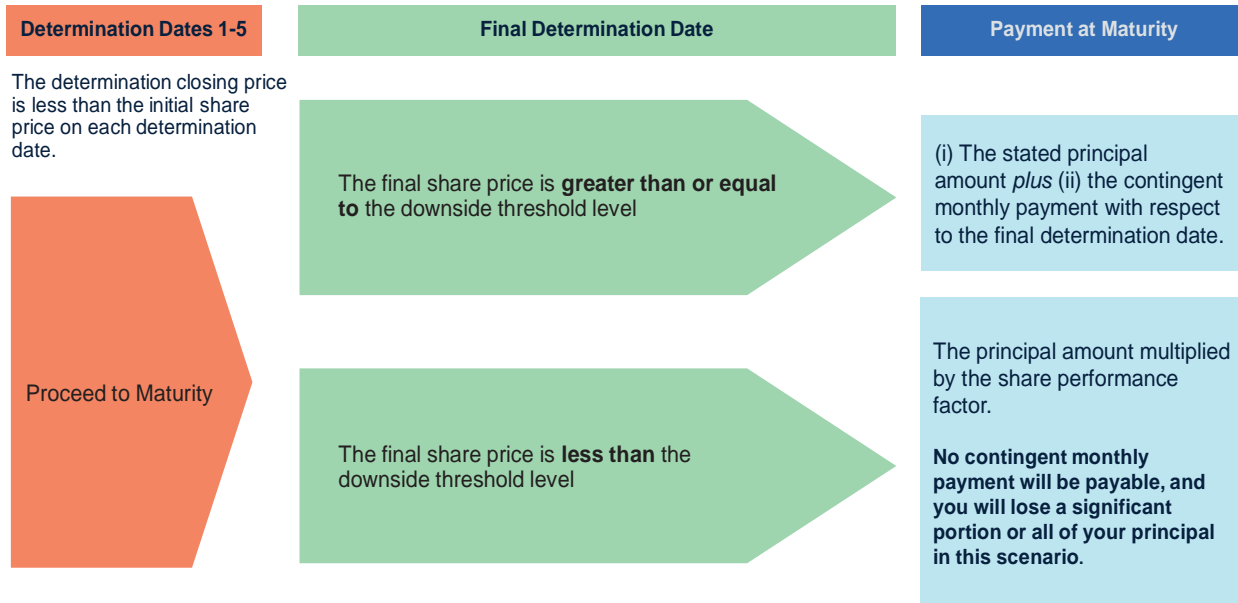 Determination Dates 1-5
Final Determination Date
Payment at Maturity
The determination closing price
is less than the initial share
price on each determination
date.
Proceed to Maturity
The final share price is greater than or equal
to the downside threshold level
(i) The stated principal
amount plus (ii) the contingent
monthly payment with respect
to the final determination date.
The final share price is less than the
downside threshold level
The principal amount multiplied
by the share performance
factor.
No contingent monthly
payment will be payable, and
you will lose a significant
portion or all of your principal
in this scenario.